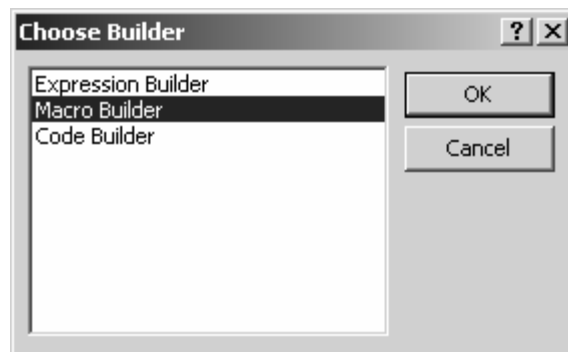 Choose Builder ? ×
Expression Builder
Macro Builder
Code Builder
OK
Cancel